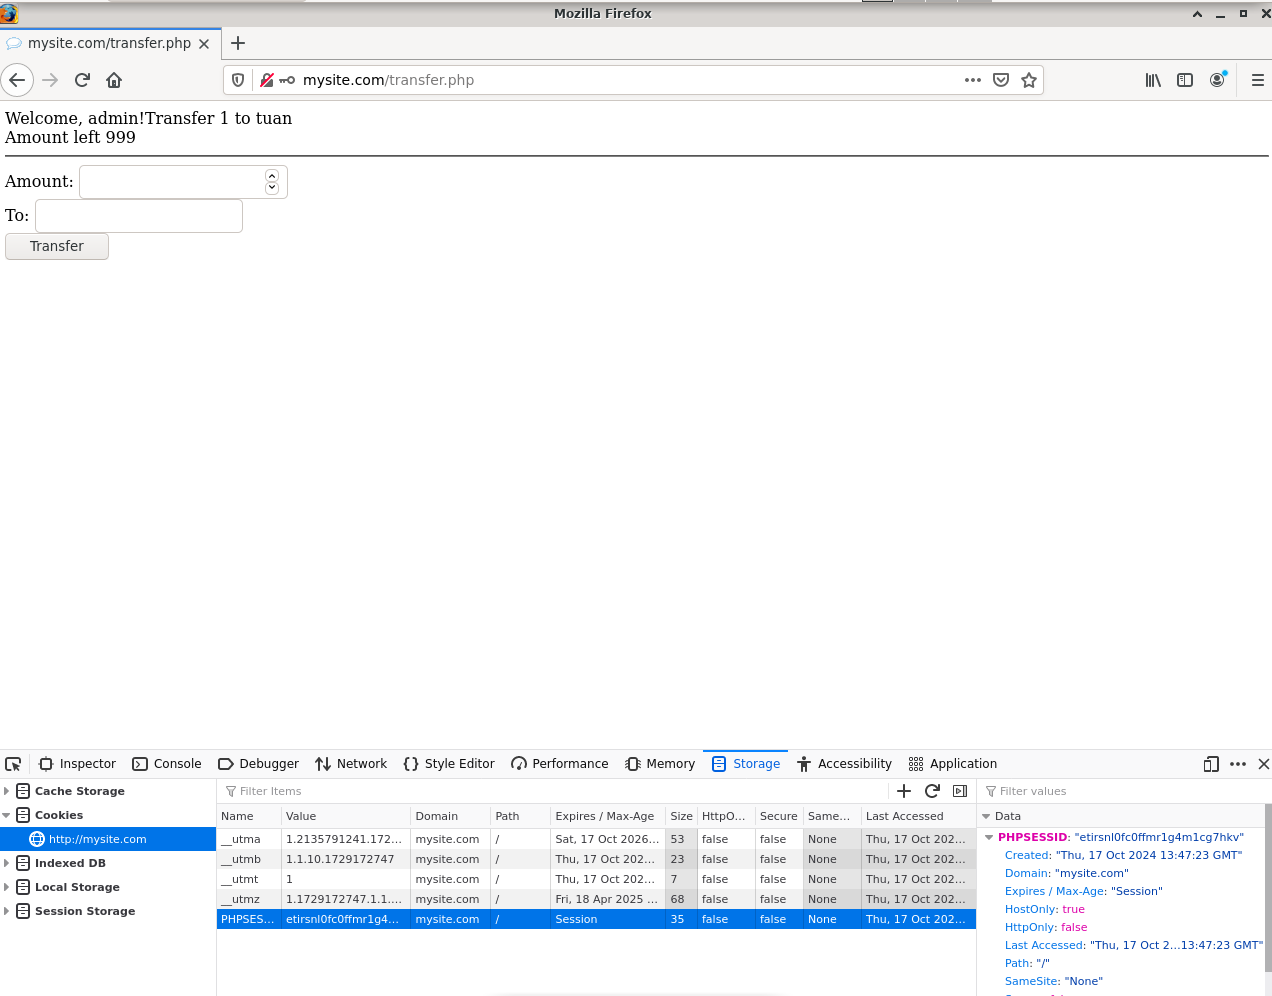 Mozilla Firefox
mysite.com/transfer.php
mysite.com/transfer.php
Welcome, admin!Transfer 1 to tuan
Amount left 999
Amount:
To:
Transfer
Inspector Console Debugger Network Style Editor Performance Memory Storage Accessibility Application
Cache Storage
Cookies
http://mysite.com
Indexed DB
Local Storage
Session Storage
Filter Items
Name Value Domain Path Expires / Max-Age Size HttpO... Secure Same... Last Accessed
__utma 1.2135791241.172... mysite.com / Sat, 17 Oct 2026... 53 false false None Thu, 17 Oct 202...
__utmb 1.1.10.1729172747 mysite.com / Thu, 17 Oct 202... 23 false false None Thu, 17 Oct 202...
__utmt 1 mysite.com / Thu, 17 Oct 202... 7 false false None Thu, 17 Oct 202...
__utmz 1.1729172747.1.1.... mysite.com / Fri, 18 Apr 2025 ... 68 false false None Thu, 17 Oct 202...
PHPSES... etirsnl0fc0ffmr1g4... mysite.com / Session 35 false false None Thu, 17 Oct 202...
Filter values
Data
PHPSESSID: "etirsnl0fc0ffmr1g4m1cg7hkv"
Created: "Thu, 17 Oct 2024 13:47:23 GMT"
Domain: "mysite.com"
Expires / Max-Age: "Session"
HostOnly: true
HttpOnly: false
Last Accessed: "Thu, 17 Oct 2...13:47:23 GMT"
Path: "/"
SameSite: "None"